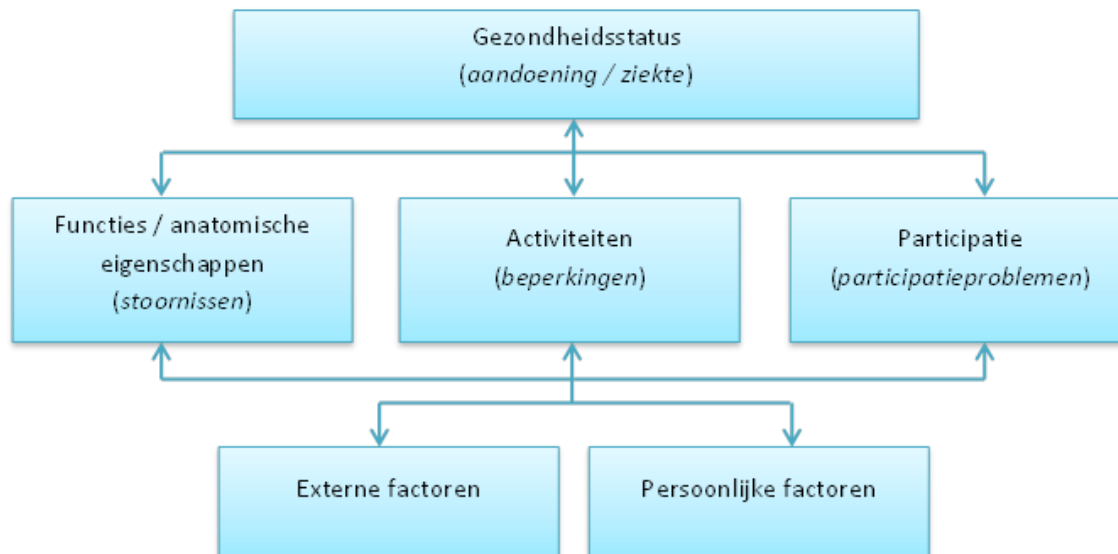 Gezondheidsstatus
(aandoening / ziekte)
Functies / anatomische
eigenschappen
(stoornissen)
Activiteiten
(beperkingen)
Participatie
(participatieproblemen)
Externe factoren
Persoonlijke factoren